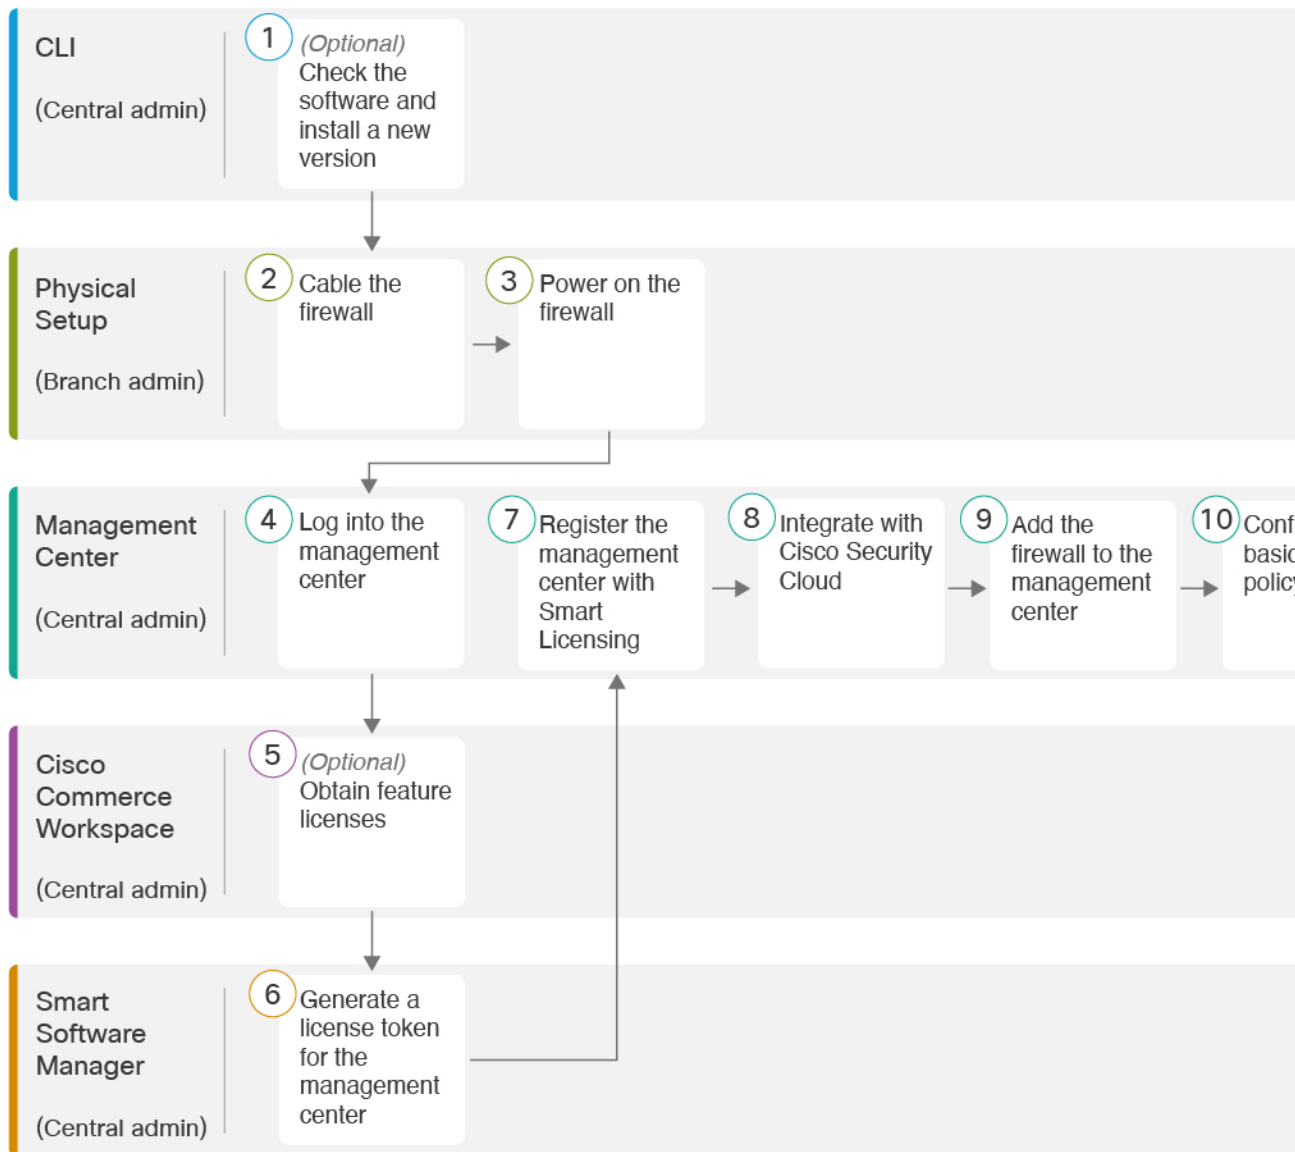 CLI
(Central admin)
1
(Optional)
Check the
software and
install a new
version
Physical
Setup
(Branch admin)
2
Cable the
firewall
3
Power on the
firewall
Management
Center
(Central admin)
4
Log into the
management
center
7
Register the
management
center with
Smart
Licensing
8
Integrate with
Cisco Security
Cloud
9
Add the
firewall to the
management
center
10
Conf
basic
policy
Cisco
Commerce
Workspace
(Central admin)
5
(Optional)
Obtain feature
licenses
Smart
Software
Manager
(Central admin)
6
Generate a
license token
for the
management
center